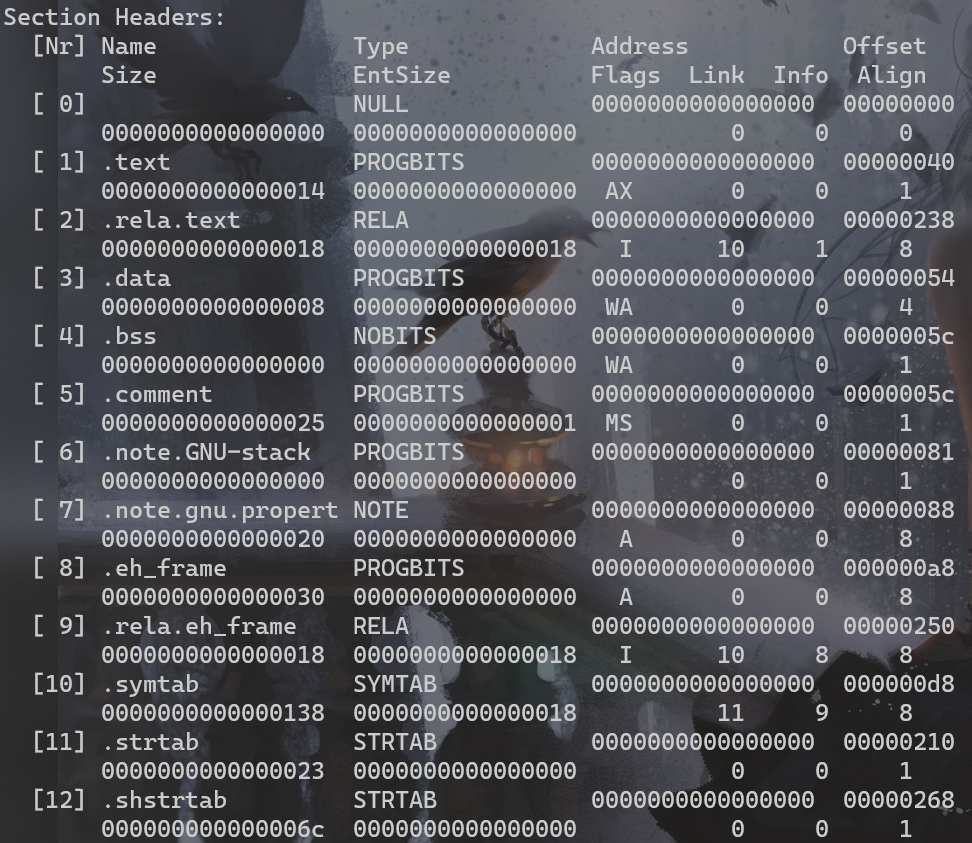 Section Headers:
  [Nr] Name              Type             Address           Offset
       Size              EntSize          Flags  Link  Info  Align
  [ 0]                   NULL             0000000000000000  00000000
       0000000000000000  0000000000000000           0     0     0
  [ 1] .text             PROGBITS         0000000000000000  00000040
       0000000000000014  0000000000000000  AX       0     0     1
  [ 2] .rela.text        RELA             0000000000000000  00000238
       0000000000000018  0000000000000018   I      10     1     8
  [ 3] .data             PROGBITS         0000000000000000  00000054
       0000000000000008  0000000000000000  WA       0     0     4
  [ 4] .bss              NOBITS           0000000000000000  0000005c
       0000000000000000  0000000000000000  WA       0     0     1
  [ 5] .comment          PROGBITS         0000000000000000  0000005c
       0000000000000025  0000000000000001  MS       0     0     1
  [ 6] .note.GNU-stack   PROGBITS         0000000000000000  00000081
       0000000000000000  0000000000000000           0     0     1
  [ 7] .note.gnu.propert NOTE             0000000000000000  00000088
       0000000000000020  0000000000000000   A       0     0     8
  [ 8] .eh_frame         PROGBITS         0000000000000000  000000a8
       0000000000000030  0000000000000000   A       0     0     8
  [ 9] .rela.eh_frame    RELA             0000000000000000  00000250
       0000000000000018  0000000000000018   I      10     8     8
  [10] .symtab           SYMTAB           0000000000000000  000000d8
       0000000000000138  0000000000000018          11     9     8
  [11] .strtab           STRTAB           0000000000000000  00000210
       0000000000000023  0000000000000000           0     0     1
  [12] .shstrtab         STRTAB           0000000000000000  00000268
       000000000000006c  0000000000000000           0     0     1